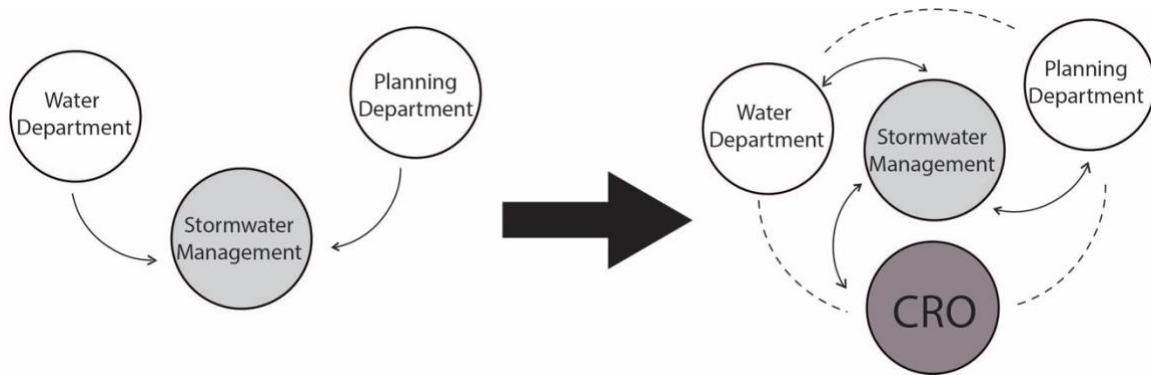 Water
Department
Planning
Department
Stormwater
Management
Water
Department
Stormwater
Management
Planning
Department
CRO